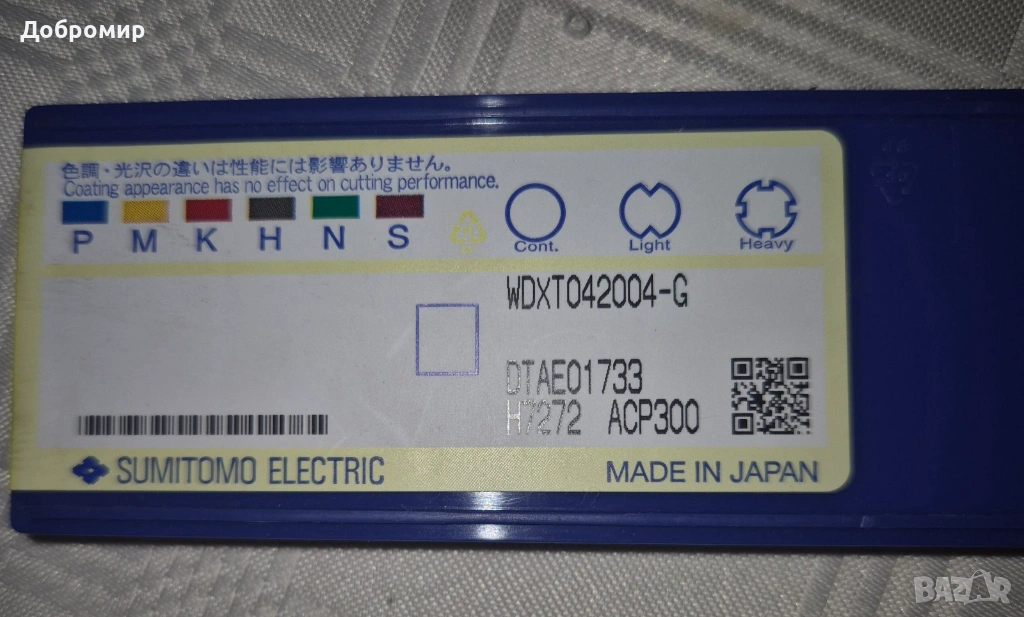 Добромир
色調・光沢の違いは性能には影響ありません。
Coating appearance has no effect on cutting performance.
P M K H N S
Cont. Light Heavy
WDXT042004-G
DTAE01733
H7272 ACP300
SUMITOMO ELECTRIC
MADE IN JAPAN
BAZAR